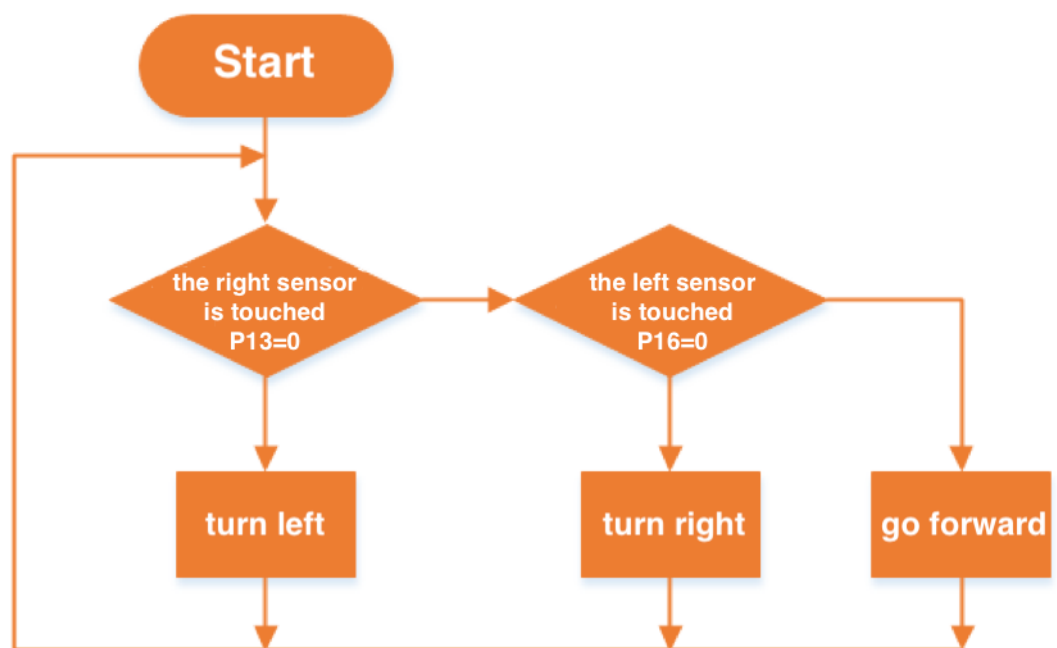 Start
the right sensor
is touched
P13=0
the left sensor
is touched
P16=0
turn left
turn right
go forward